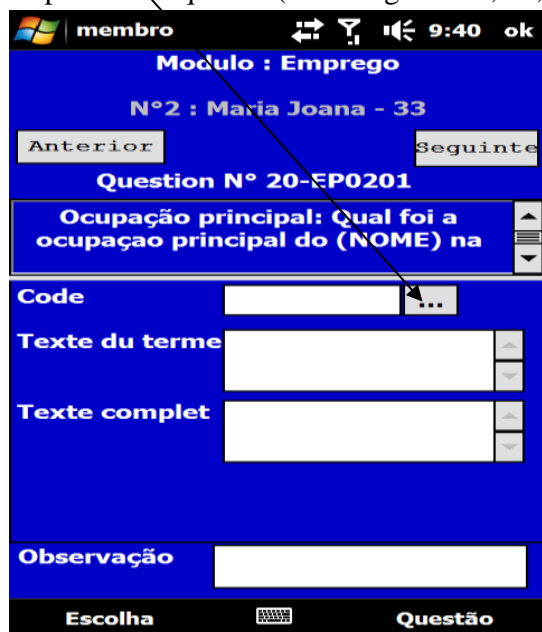 membro 9:40 ok
Modulo : Emprego
N°2 : Maria Joana - 33
Anterior Seguinte
Question N° 20-EP0201
Ocupação principal: Qual foi a
ocupaçao principal do (NOME) na
Code ...
Texte du terme
Texte complet
Observação
Escolha Questão